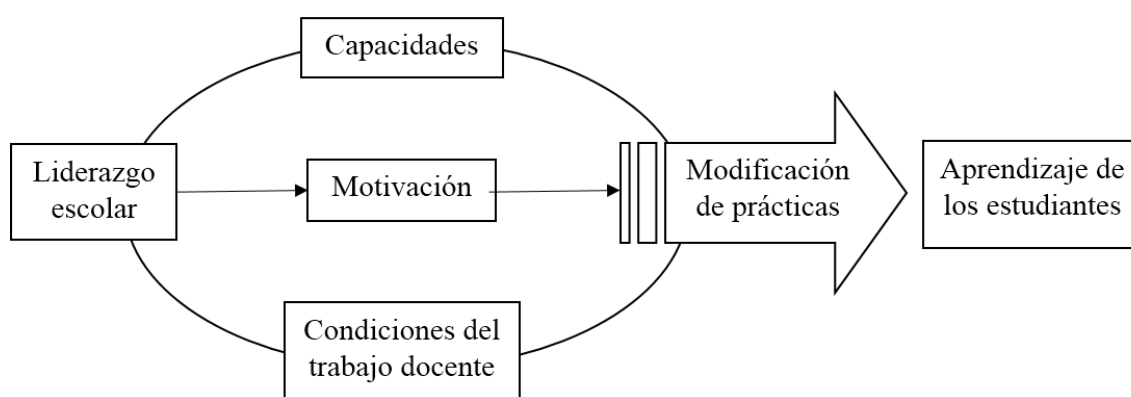 Capacidades
Liderazgo
escolar
Motivación
Modificación
de prácticas
Aprendizaje de
los estudiantes
Condiciones del
trabajo docente